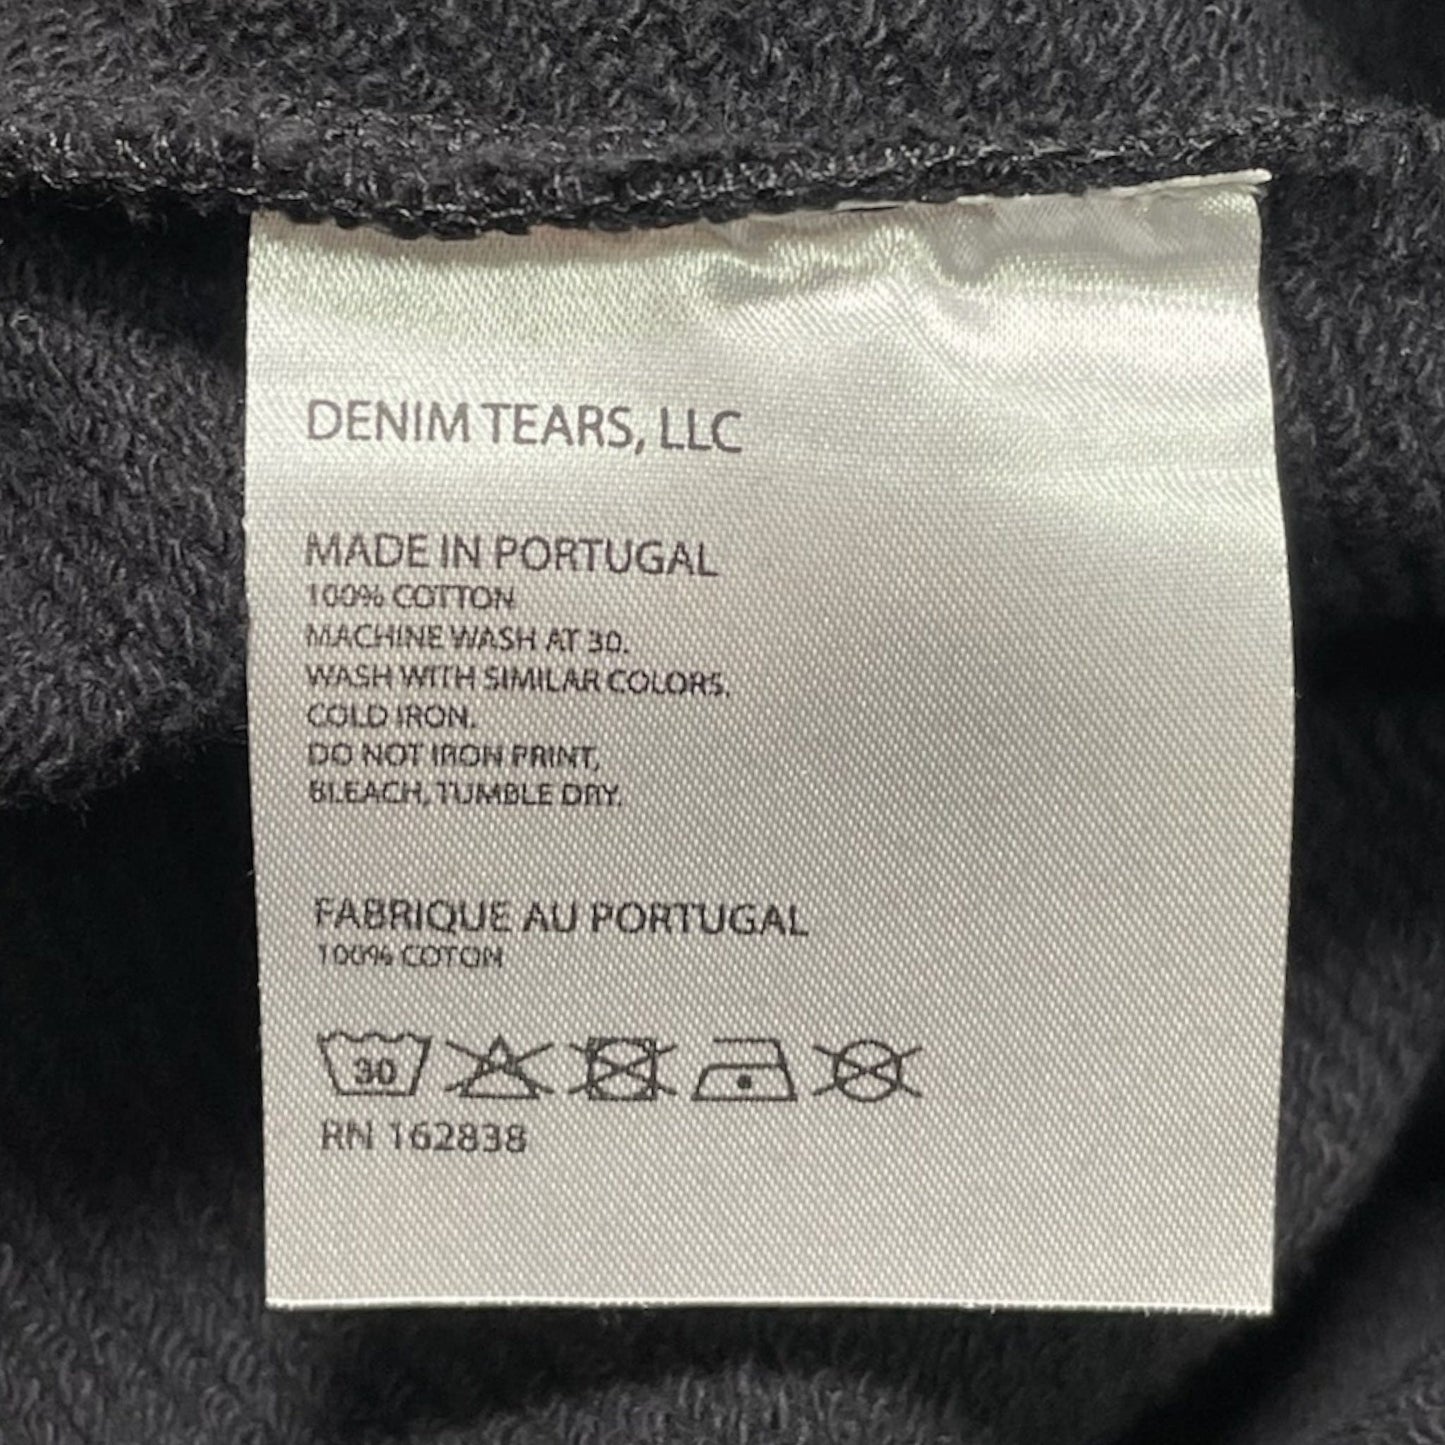 DENIM TEARS, LLC
MADE IN PORTUGAL
100% COTTON
MACHINE WASH AT 30.
WASH WITH SIMILAR COLORS.
COLD IRON.
DO NOT IRON PRINT,
BLEACH, TUMBLE DRY.
FABRIQUE AU PORTUGAL
100% COTON
30
RN 162838